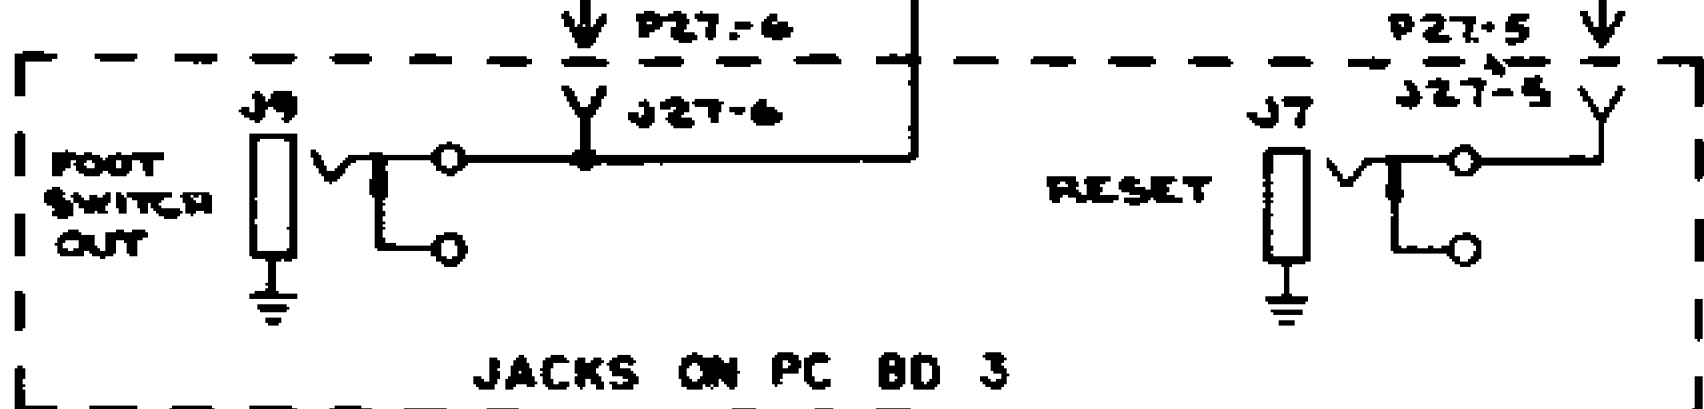 P27-6
P27-5
J27-6
J27-5
J9
J7
FOOT
SWITCH
OUT
RESET
JACKS ON PC BD 3